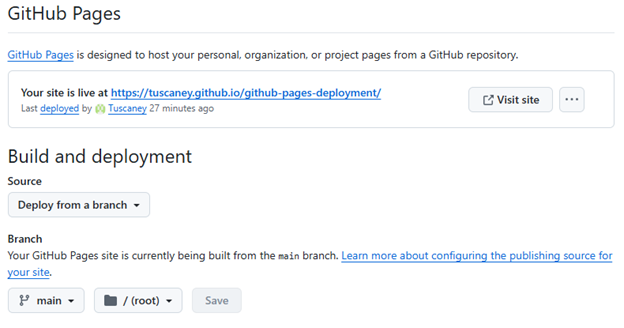 GitHub Pages
GitHub Pages is designed to host your personal, organization, or project pages from a GitHub repository.
Your site is live at https://tuscaney.github.io/github-pages-deployment/
Last deployed by Tuscaney 27 minutes ago
Visit site
Build and deployment
Source
Deploy from a branch
Branch
Your GitHub Pages site is currently being built from the main branch. Learn more about configuring the publishing source for
your site.
main / (root) Save